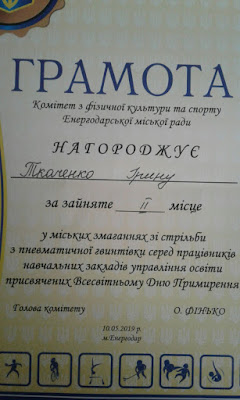 ГРАМОТА
Комітет з фізичної культури та спорту
Енергодарської міської ради
НАГОРОДЖУЄ
Ткаченко Ірину
за зайняте II місце
у міських змаганнях зі стрільби
з пневматичної гвинтівки серед працівників
навчальних закладів управління освіти
присвячених Всесвітньому Дню Примирення
Голова комітету О. ФІНЬКО
10.05.2019 р.
м.Енергодар